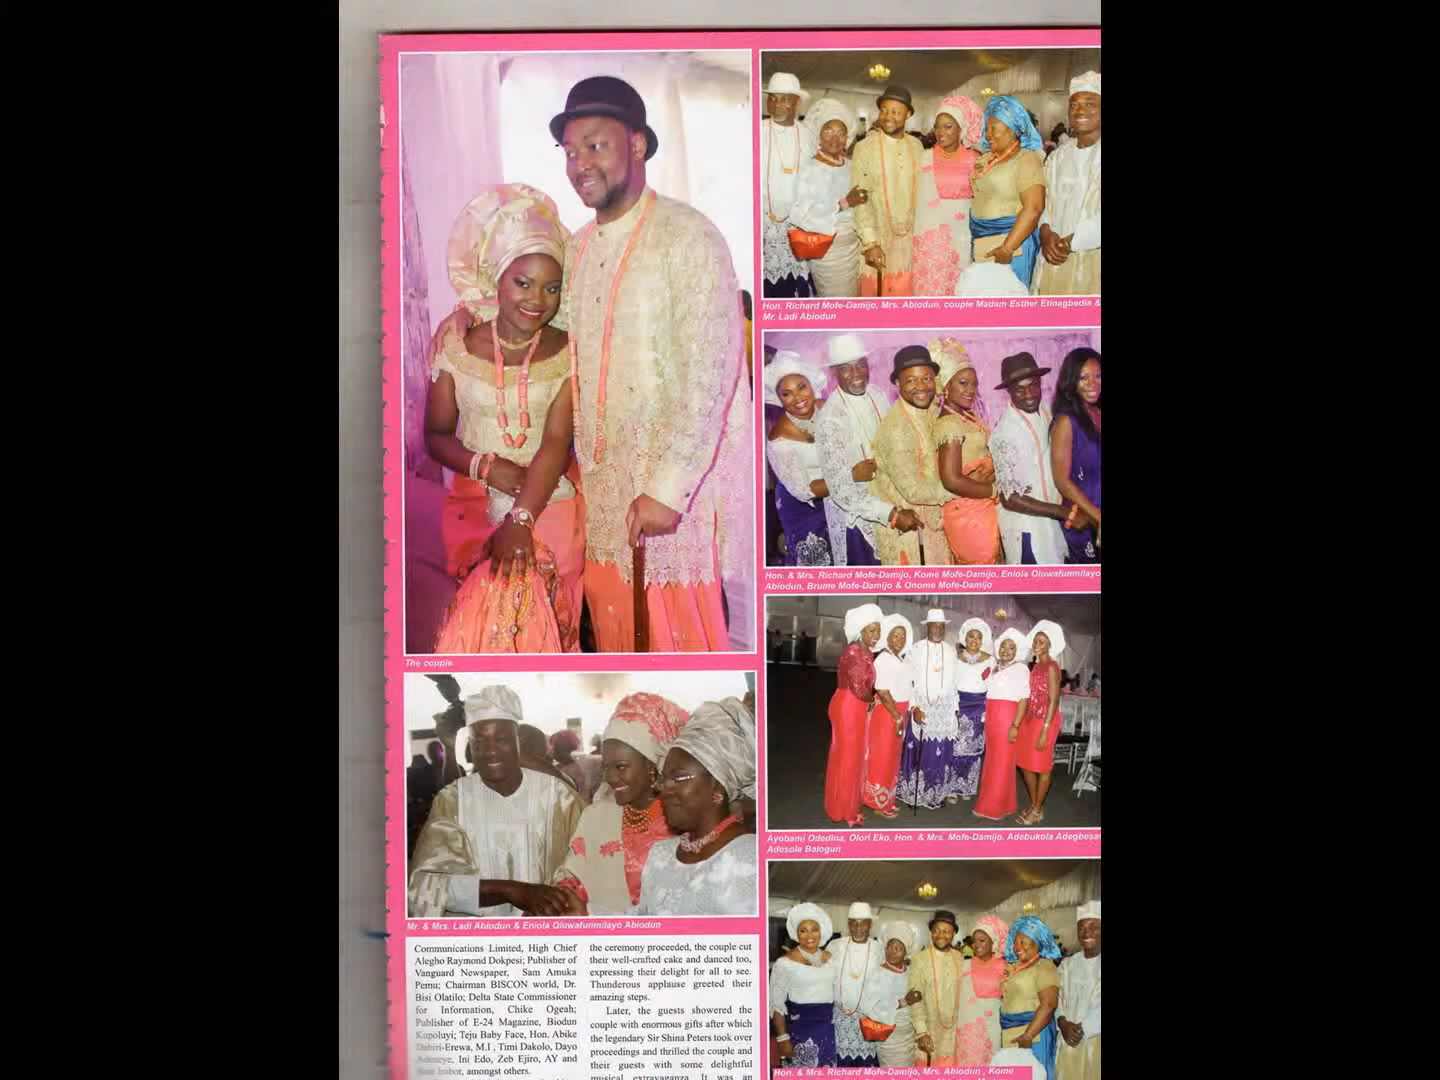 The couple
Mr. & Mrs. Ladi Abiodun & Eniola Oluwafunmilayo Abiodun
Communications Limited, High Chief
Alegho Raymond Dokpesi; Publisher of
Vanguard Newspaper, Sam Amuka
Pemu; Chairman BISCON world, Dr.
Bisi Olatilo; Delta State Commissioner
for Information, Chike Ogeah;
Publisher of E-24 Magazine, Biodun
Kupoluyi; Teju Baby Face, Hon. Abike
Dabiri-Erewa, M.I , Timi Dakolo, Dayo
Adeneye, Ini Edo, Zeb Ejiro, AY and
amongst others.
the ceremony proceeded, the couple cut
their well-crafted cake and danced too,
expressing their delight for all to see.
Thunderous applause greeted their
amazing steps.
Later, the guests showered the
couple with enormous gifts after which
the legendary Sir Shina Peters took over
proceedings and thrilled the couple and
their guests with some delightful
musical extravaganza. It was an
Hon. Richard Mofe-Damijo, Mrs. Abiodun, couple Madam Esther Etinagbedia &
Mr. Ladi Abiodun
Hon. & Mrs. Richard Mofe-Damijo, Kome Mofe-Damijo, Eniola Oluwafunmilayo
Abiodun, Brume Mofe-Damijo & Onome Mofe-Damijo
Ayobami Odedina, Olori Eko, Hon. & Mrs. Mofe-Damijo, Adebukola Adegbesa
Adesola Balogun
Hon. & Mrs. Richard Mofe-Damijo, Mrs. Abiodun , Kome